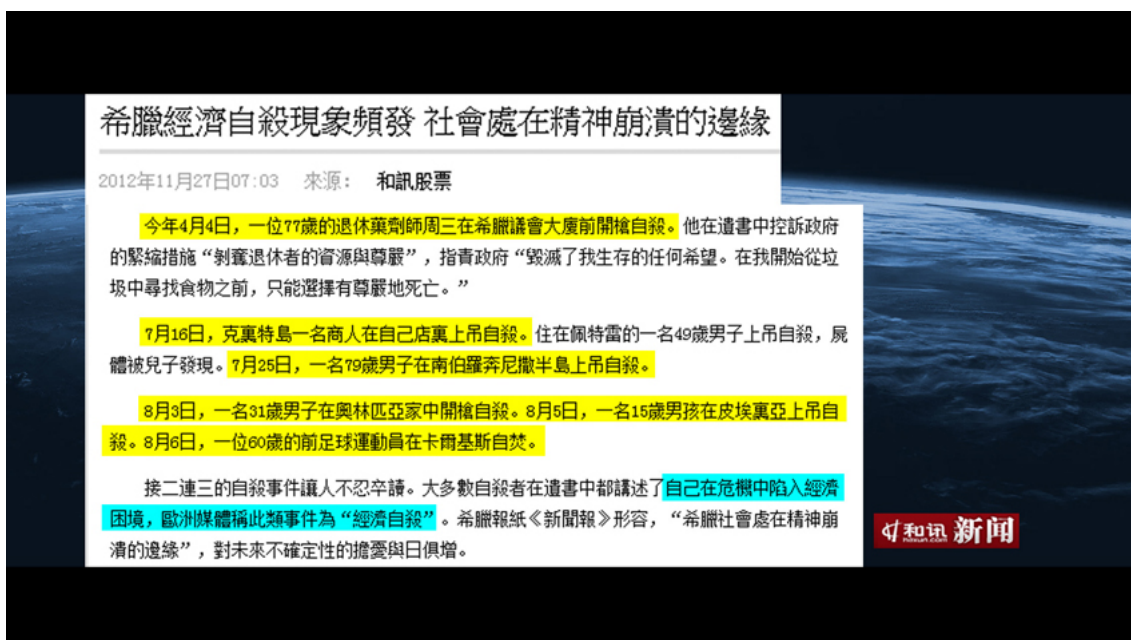 希臘經濟自殺現象頻發 社會處在精神崩潰的邊緣
2012年11月27日07:03 來源： 和訊股票
今年4月4日，一位77歲的退休藥劑師周三在希臘議會大廈前開槍自殺。他在遺書中控訴政府
的緊縮措施“剝奪退休者的資源與尊嚴”，指責政府“毀滅了我生存的任何希望。在我開始從垃
圾中尋找食物之前，只能選擇有尊嚴地死亡。”
7月16日，克裏特島一名商人在自己店裏上吊自殺。住在佩特雷的一名49歲男子上吊自殺，屍
體被兒子發現。7月25日，一名79歲男子在南伯羅奔尼撒半島上吊自殺。
8月3日，一名31歲男子在奧林匹亞家中開槍自殺。8月5日，一名15歲男孩在皮埃裏亞上吊自
殺。8月6日，一位60歲的前足球運動員在卡爾基斯自焚。
接二連三的自殺事件讓人不忍卒讀。大多數自殺者在遺書中都講述了自己在危機中陷入經濟
困境，歐洲媒體稱此類事件為“經濟自殺”。希臘報紙《新聞報》形容，“希臘社會處在精神崩
潰的邊緣”，對未來不確定性的擔憂與日俱增。
和讯 新闻
hexun.com